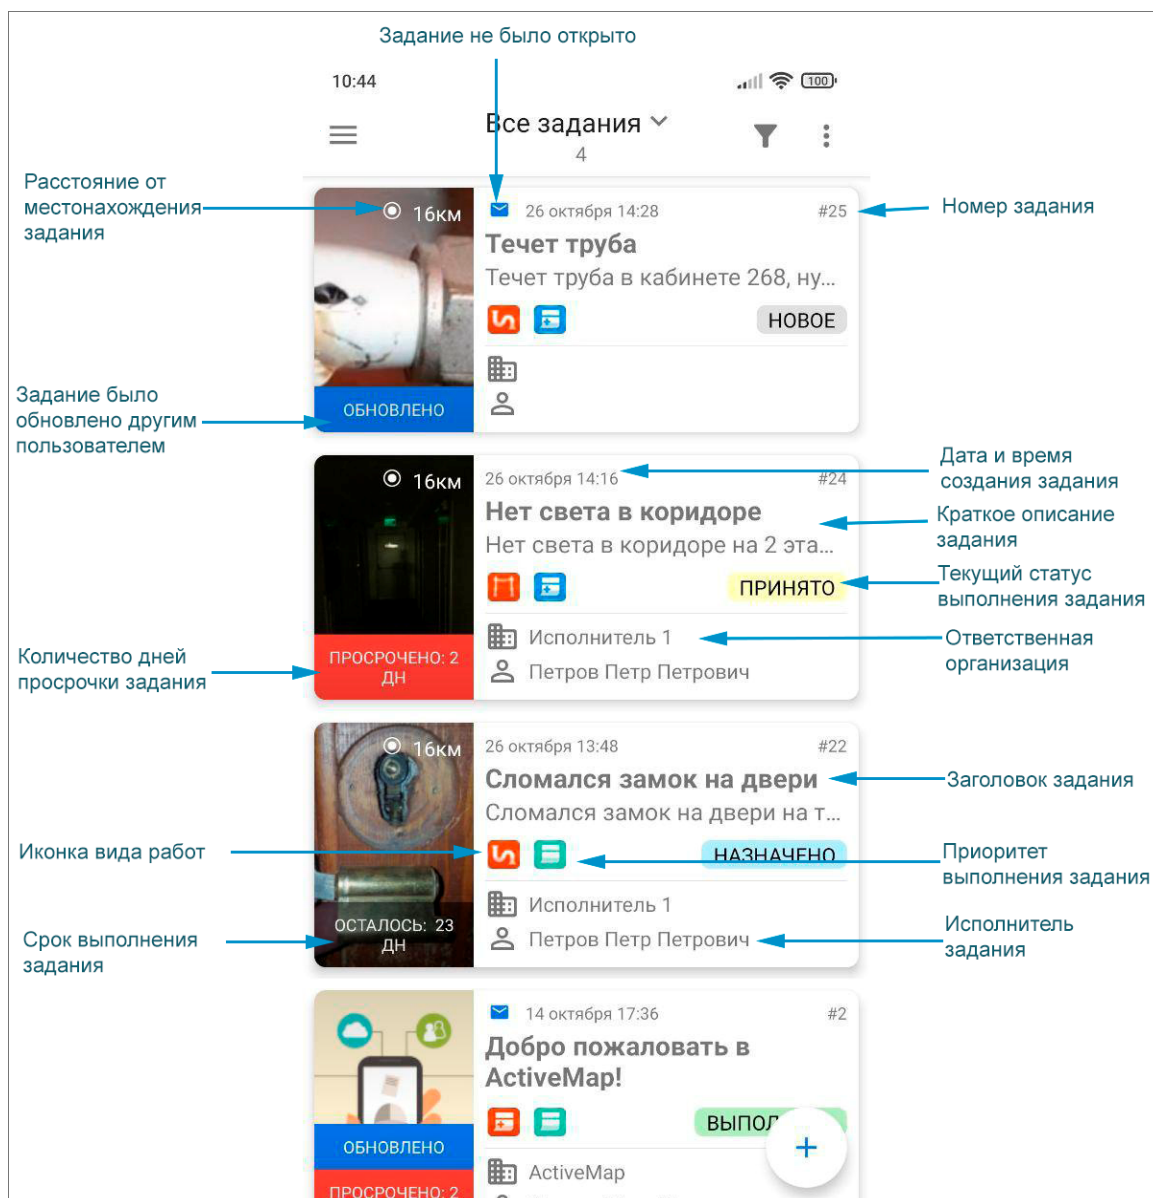 Задание не было открыто
10:44
100
Все задания
4
Расстояние от
местонахождения
задания
16км
26 октября 14:28
#25
Номер задания
Течет труба
Течет труба в кабинете 268, ну...
НОВОЕ
Задание было
обновлено другим
пользователем
ОБНОВЛЕНО
16км
26 октября 14:16
#24
Дата и время
создания задания
Нет света в коридоре
Нет света в коридоре на 2 эта...
Краткое описание
задания
ПРИНЯТО
Текущий статус
выполнения задания
Количество дней
просрочки задания
ПРОСРОЧЕНО: 2
ДН
Исполнитель 1
Петров Петр Петрович
Ответственная
организация
16км
26 октября 13:48
#22
Сломался замок на двери
Сломался замок на двери на т...
Заголовок задания
Иконка вида работ
НАЗНАЧЕНО
Приоритет
выполнения задания
Срок выполнения
задания
ОСТАЛОСЬ: 23
ДН
Исполнитель 1
Петров Петр Петрович
Исполнитель
задания
14 октября 17:36
#2
Добро пожаловать в
ActiveMap!
ВЫПОЛ
ОБНОВЛЕНО
ActiveMap
ПРОСРОЧЕНО: 2